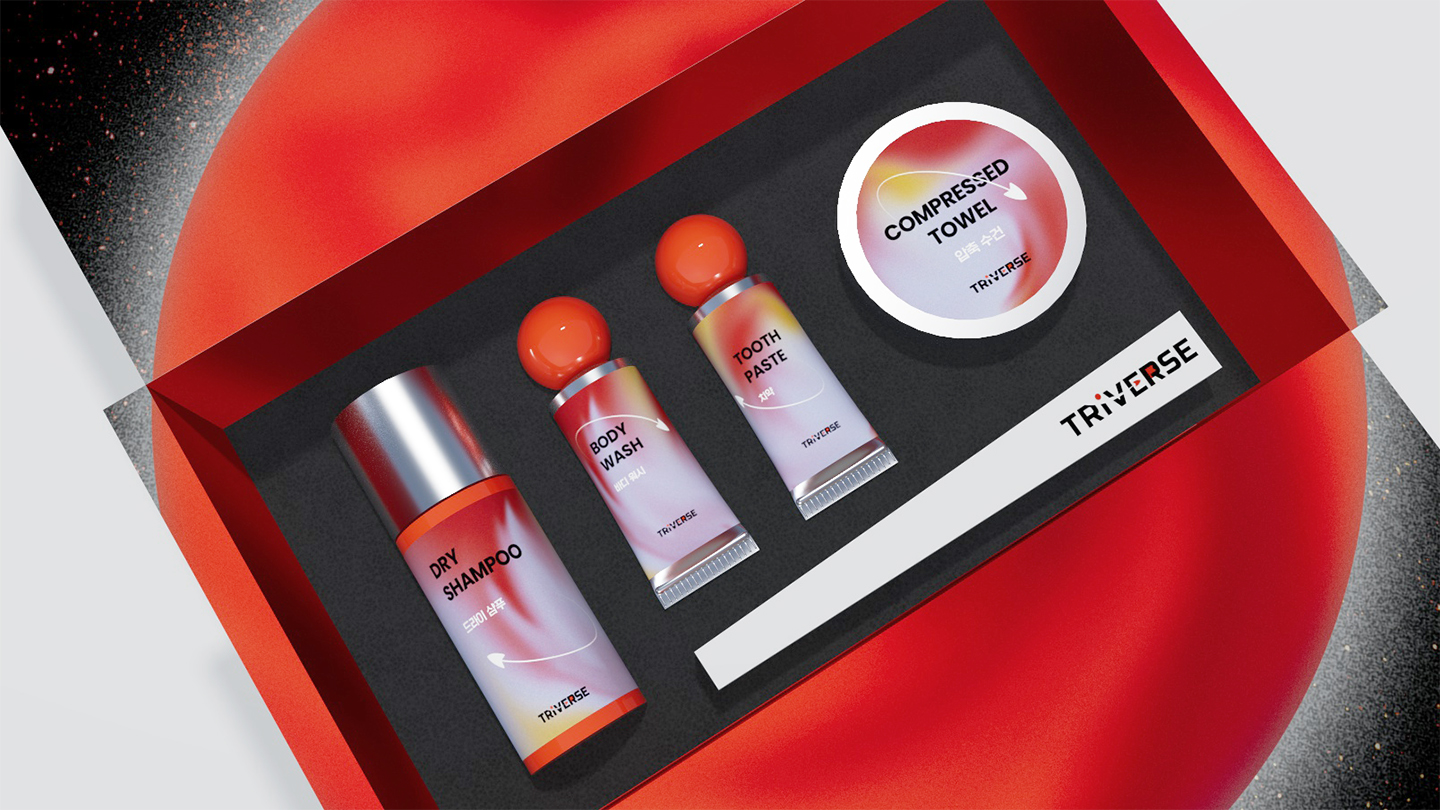 DRY
SHAMPOO
드라이 샴푸
TRIVERSE
BODY
WASH
바디 워시
TRIVERSE
TOOTH
PASTE
치약
TRIVERSE
COMPRESSED
TOWEL
압축 수건
TRIVERSE
TRIVERSE